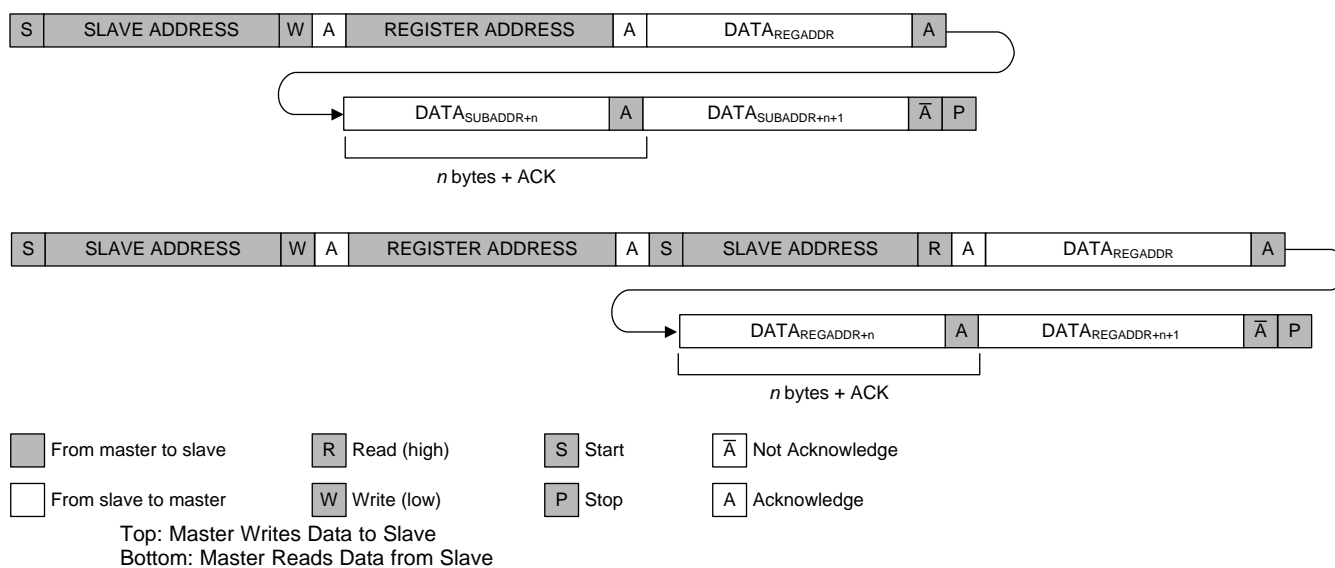 S SLAVE ADDRESS W A REGISTER ADDRESS A DATAREGADDR A
DATASUBADDR+n A DATASUBADDR+n+1 A̅ P
n bytes + ACK
S SLAVE ADDRESS W A REGISTER ADDRESS A S SLAVE ADDRESS R A DATAREGADDR A
DATAREGADDR+n A DATAREGADDR+n+1 A̅ P
n bytes + ACK
From master to slave R Read (high) S Start A̅ Not Acknowledge
From slave to master W Write (low) P Stop A Acknowledge
Top: Master Writes Data to Slave
Bottom: Master Reads Data from Slave